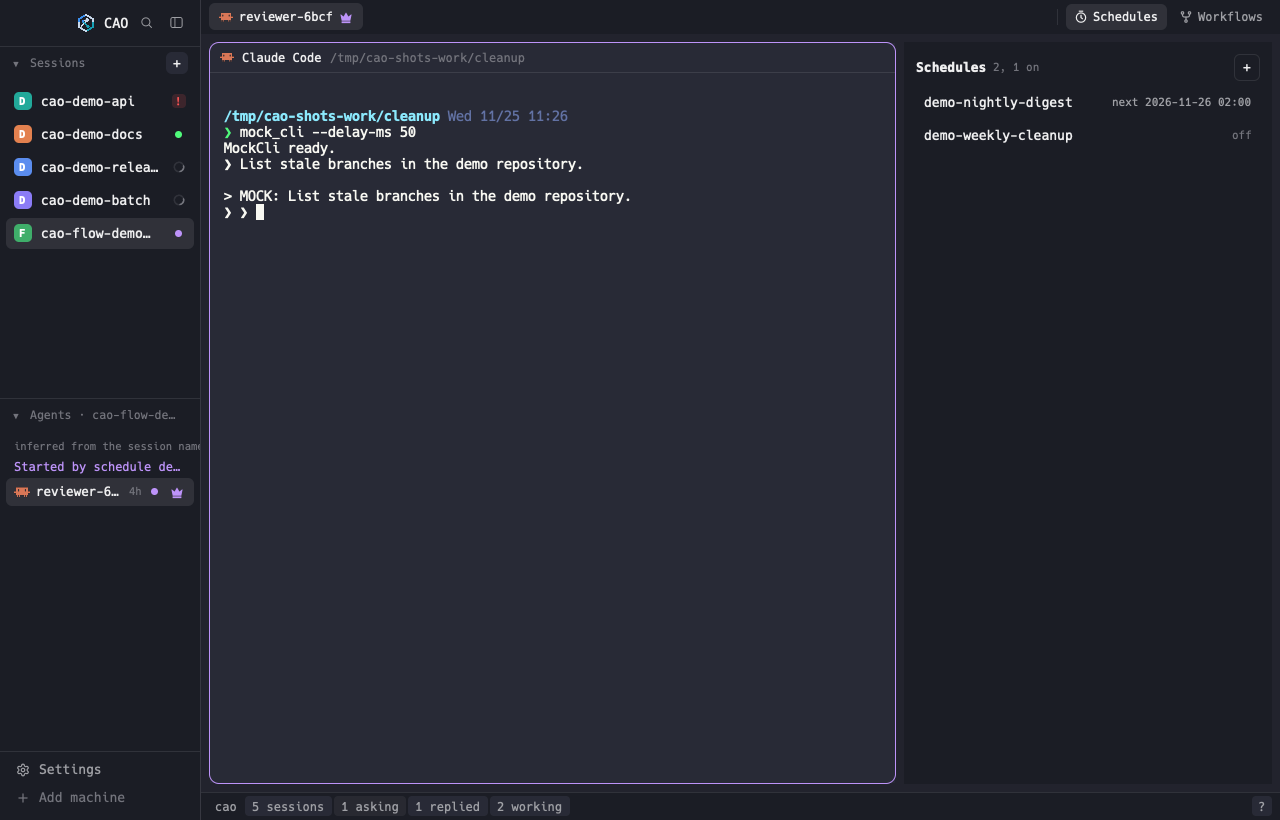 CAO
Sessions
+
D cao-demo-api !
D cao-demo-docs
D cao-demo-relea…
D cao-demo-batch
F cao-flow-demo…
Agents · cao-flow-de…
inferred from the session name
Started by schedule de…
reviewer-6… 4h
Settings
+ Add machine
reviewer-6bcf
Claude Code /tmp/cao-shots-work/cleanup
/tmp/cao-shots-work/cleanup Wed 11/25 11:26
❯ mock_cli --delay-ms 50
MockCli ready.
❯ List stale branches in the demo repository.
> MOCK: List stale branches in the demo repository.
❯ ❯
Schedules
Workflows
Schedules 2, 1 on +
demo-nightly-digest next 2026-11-26 02:00
demo-weekly-cleanup off
cao 5 sessions 1 asking 1 replied 2 working ?